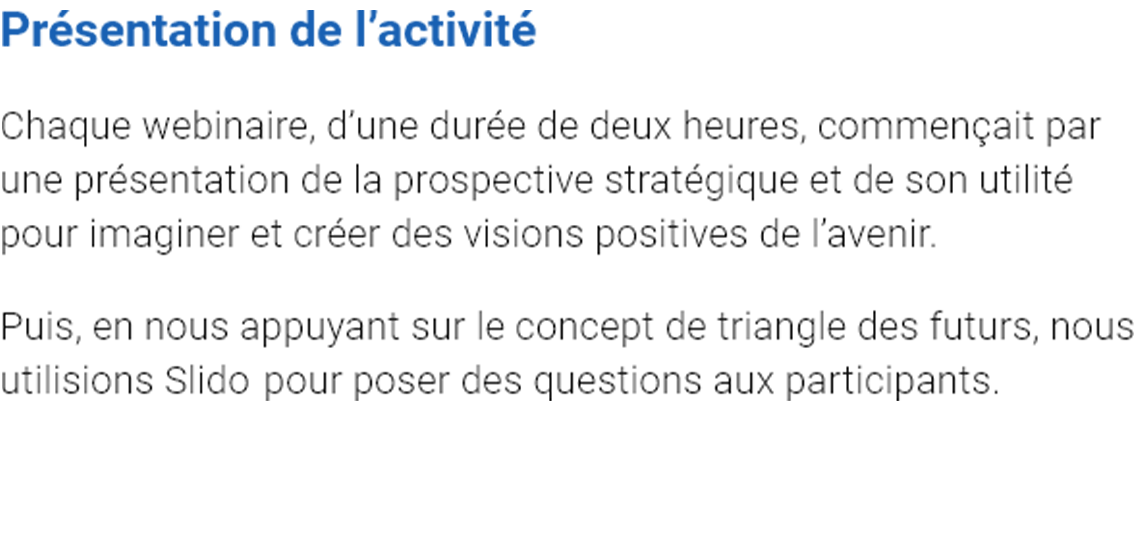 Présentation de l’activité
Chaque webinaire, d’une durée de deux heures, commençait par
une présentation de la prospective stratégique et de son utilité
pour imaginer et créer des visions positives de l’avenir.
Puis, en nous appuyant sur le concept de triangle des futurs, nous
utilisions Slido pour poser des questions aux participants.